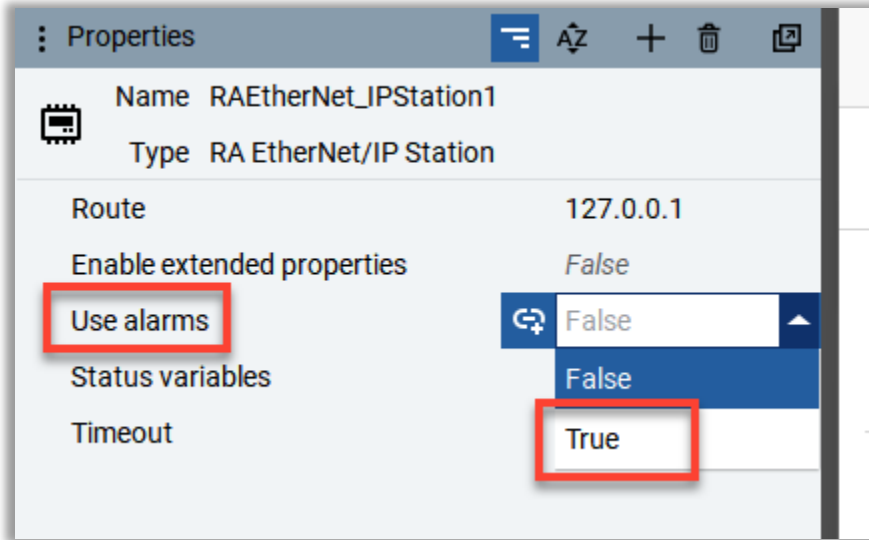 Properties
Name RAEtherNet_IPStation1
Type RA EtherNet/IP Station
Route 127.0.0.1
Enable extended properties False
Use alarms False
Status variables False
Timeout True